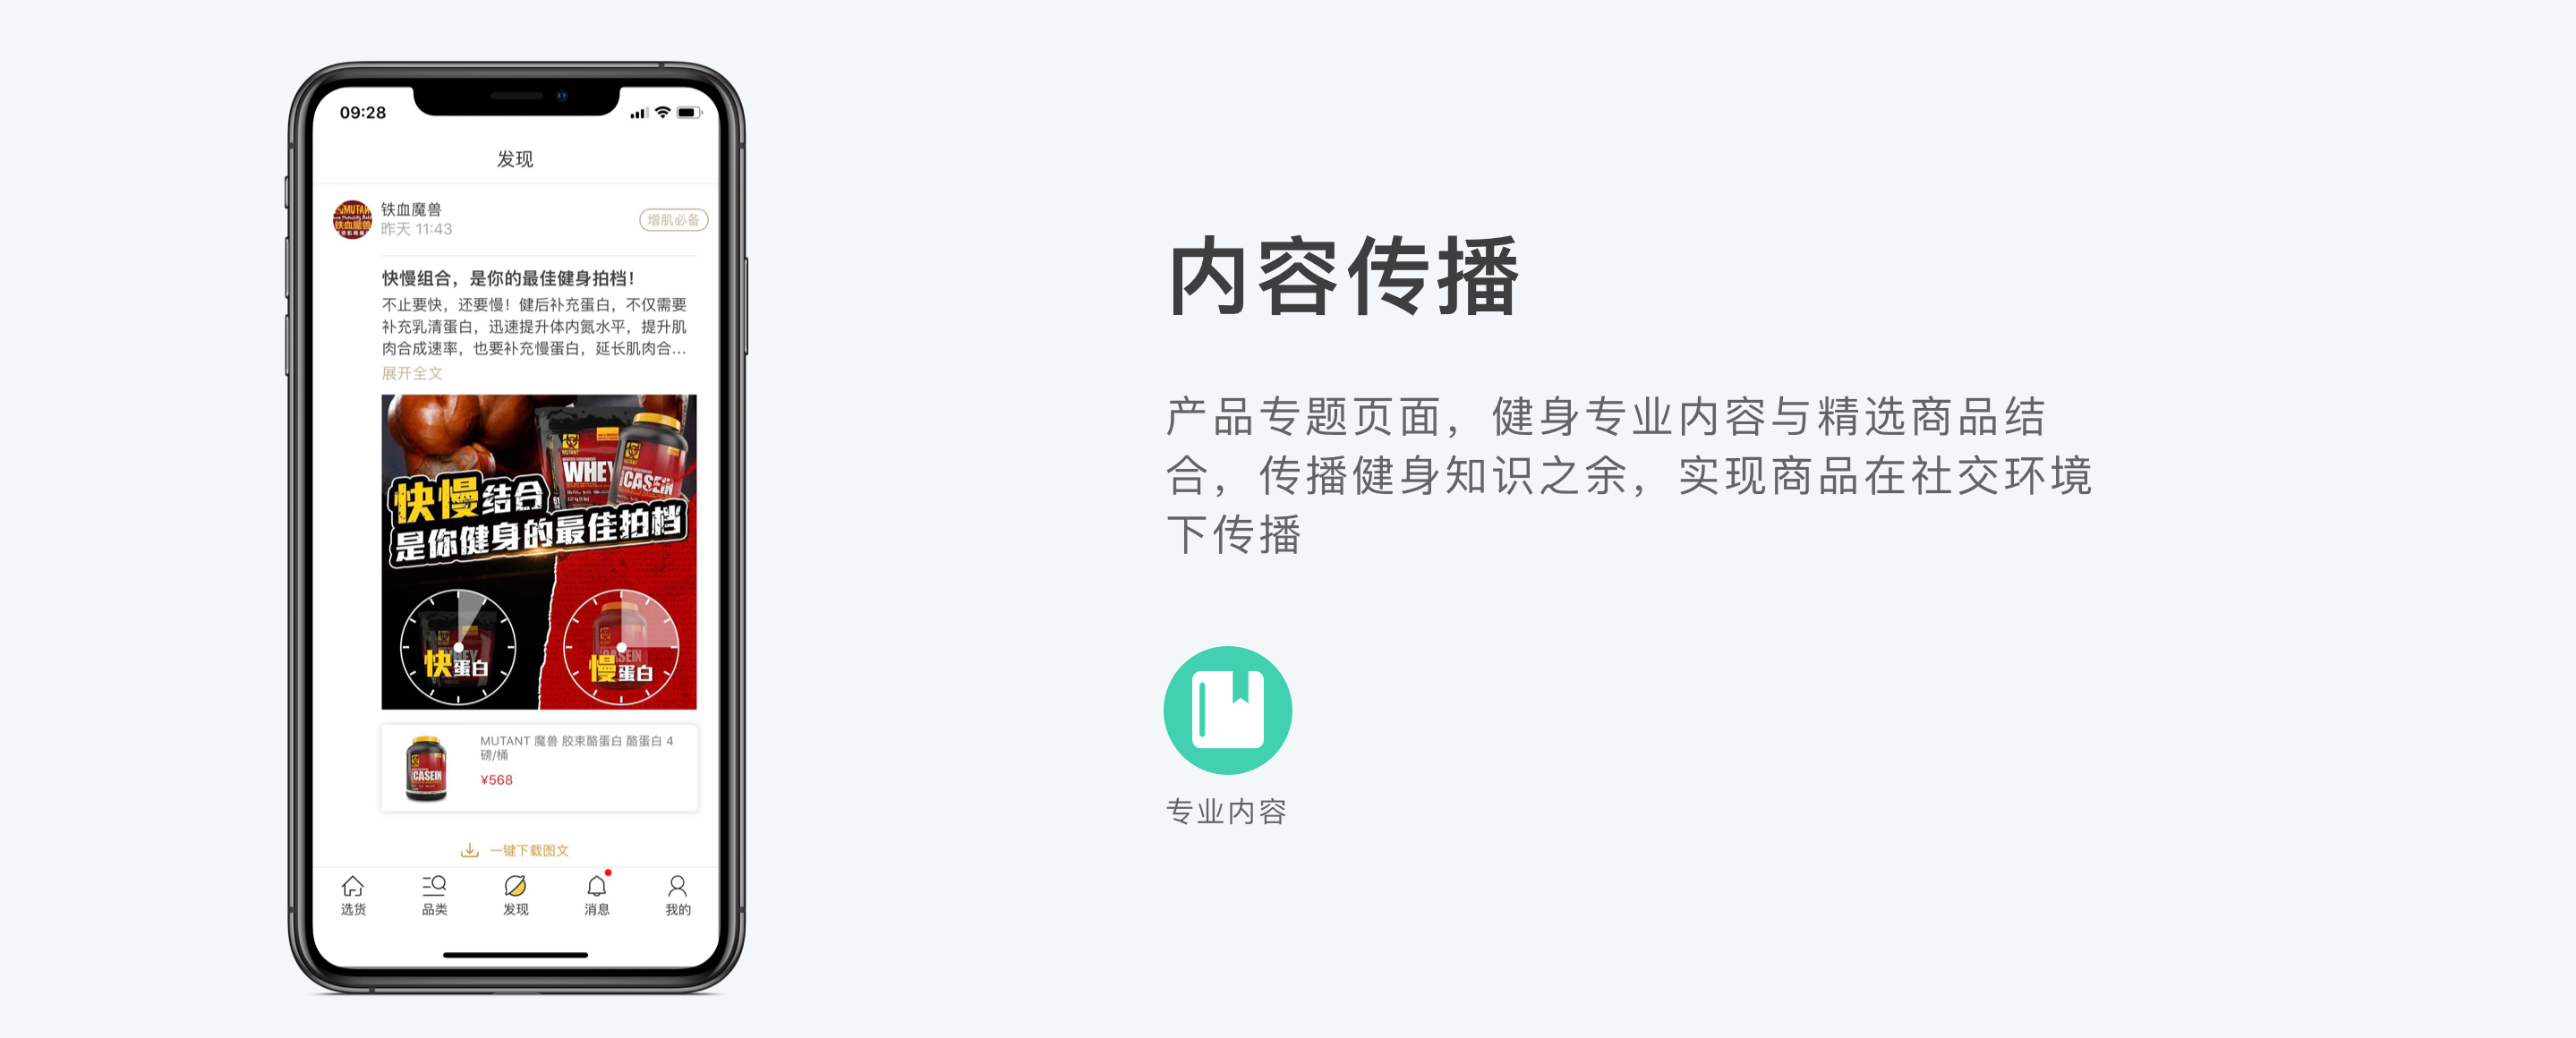 09:28
发现
MUTANT
铁血魔兽
铁血魔兽
昨天 11:43
增肌必备
快慢组合，是你的最佳健身拍档！
不止要快，还要慢！健后补充蛋白，不仅需要
补充乳清蛋白，迅速提升体内氮水平，提升肌
肉合成速率，也要补充慢蛋白，延长肌肉合...
展开全文
MUTANT
WHEY
CASEIN
快慢结合
是你健身的最佳拍档
快蛋白
慢蛋白
CASEIN
MUTANT 魔兽 胶束酪蛋白 酪蛋白 4
磅/桶
¥568
一键下载图文
选货
品类
发现
消息
我的
内容传播
产品专题页面，健身专业内容与精选商品结
合，传播健身知识之余，实现商品在社交环境
下传播
专业内容